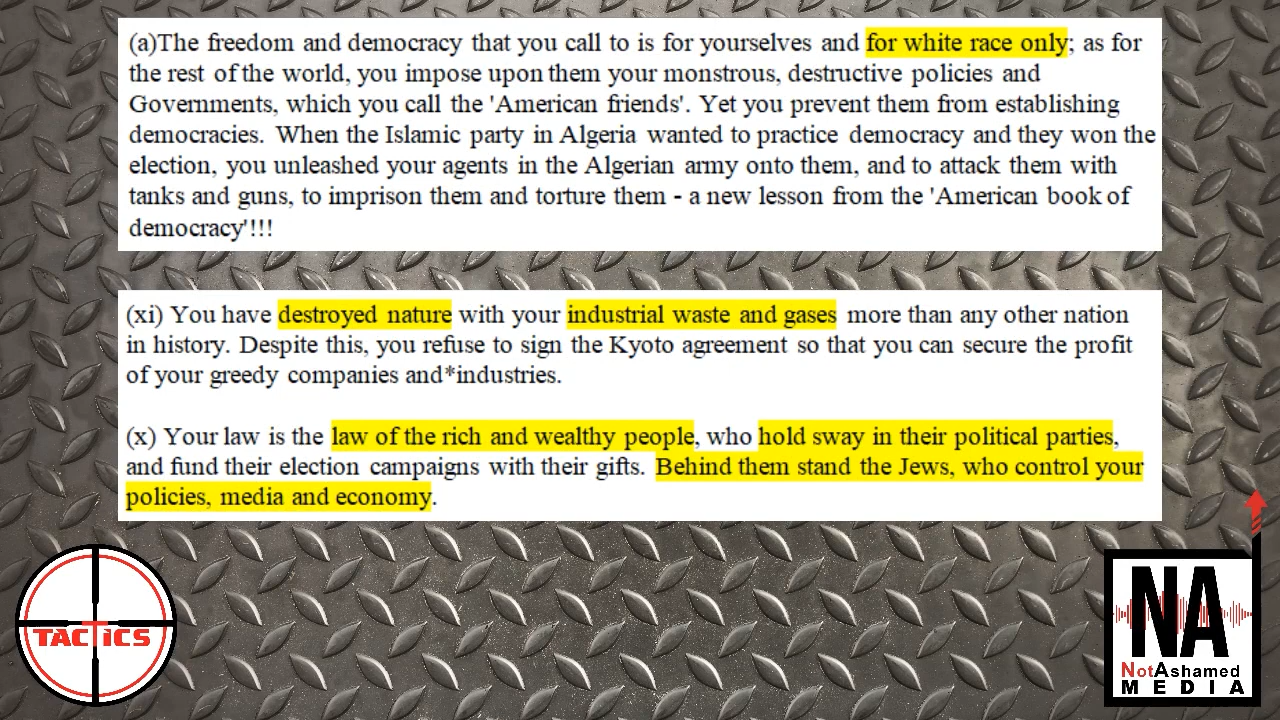 (a)The freedom and democracy that you call to is for yourselves and for white race only; as for
the rest of the world, you impose upon them your monstrous, destructive policies and
Governments, which you call the 'American friends'. Yet you prevent them from establishing
democracies. When the Islamic party in Algeria wanted to practice democracy and they won the
election, you unleashed your agents in the Algerian army onto them, and to attack them with
tanks and guns, to imprison them and torture them - a new lesson from the 'American book of
democracy'!!!
(xi) You have destroyed nature with your industrial waste and gases more than any other nation
in history. Despite this, you refuse to sign the Kyoto agreement so that you can secure the profit
of your greedy companies and*industries.
(x) Your law is the law of the rich and wealthy people, who hold sway in their political parties,
and fund their election campaigns with their gifts. Behind them stand the Jews, who control your
policies, media and economy.
TACTICS
NA
NotAshamed
MEDIA